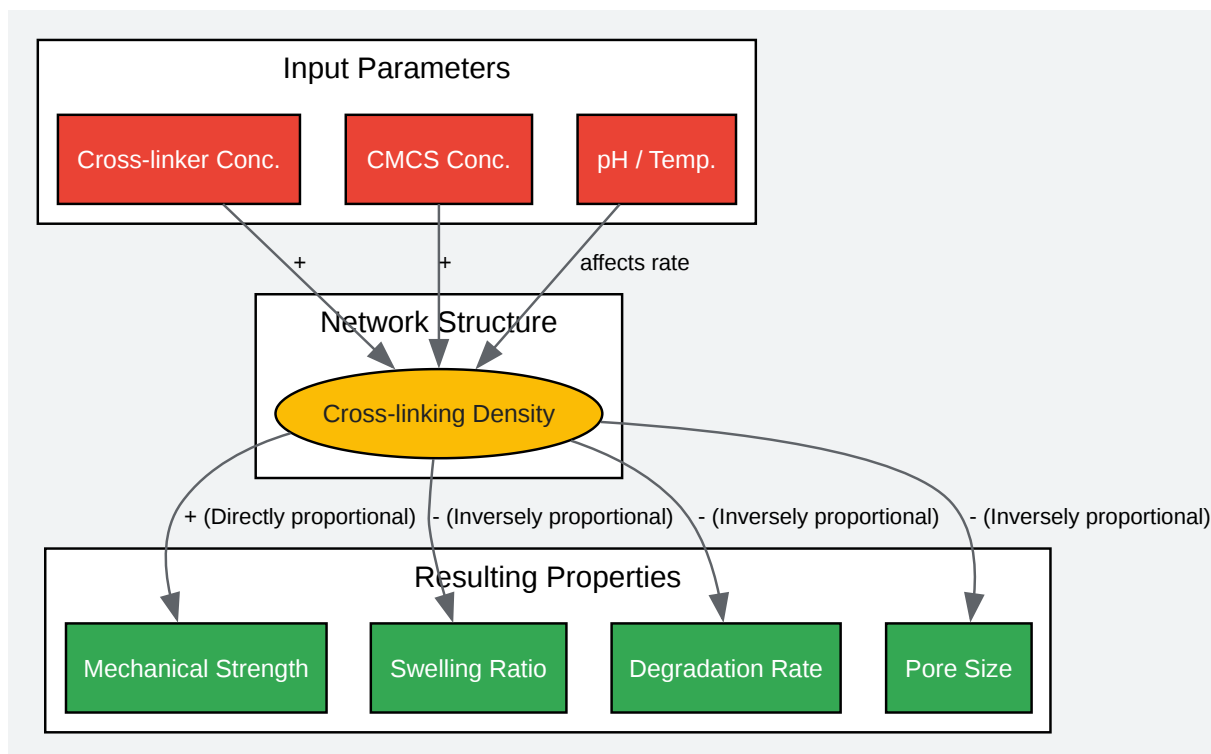 Input Parameters
Cross-linker Conc.
CMCS Conc.
pH / Temp.
+
+
affects rate
Network Structure
Cross-linking Density
+ (Directly proportional)
- (Inversely proportional)
- (Inversely proportional)
- (Inversely proportional)
Resulting Properties
Mechanical Strength
Swelling Ratio
Degradation Rate
Pore Size